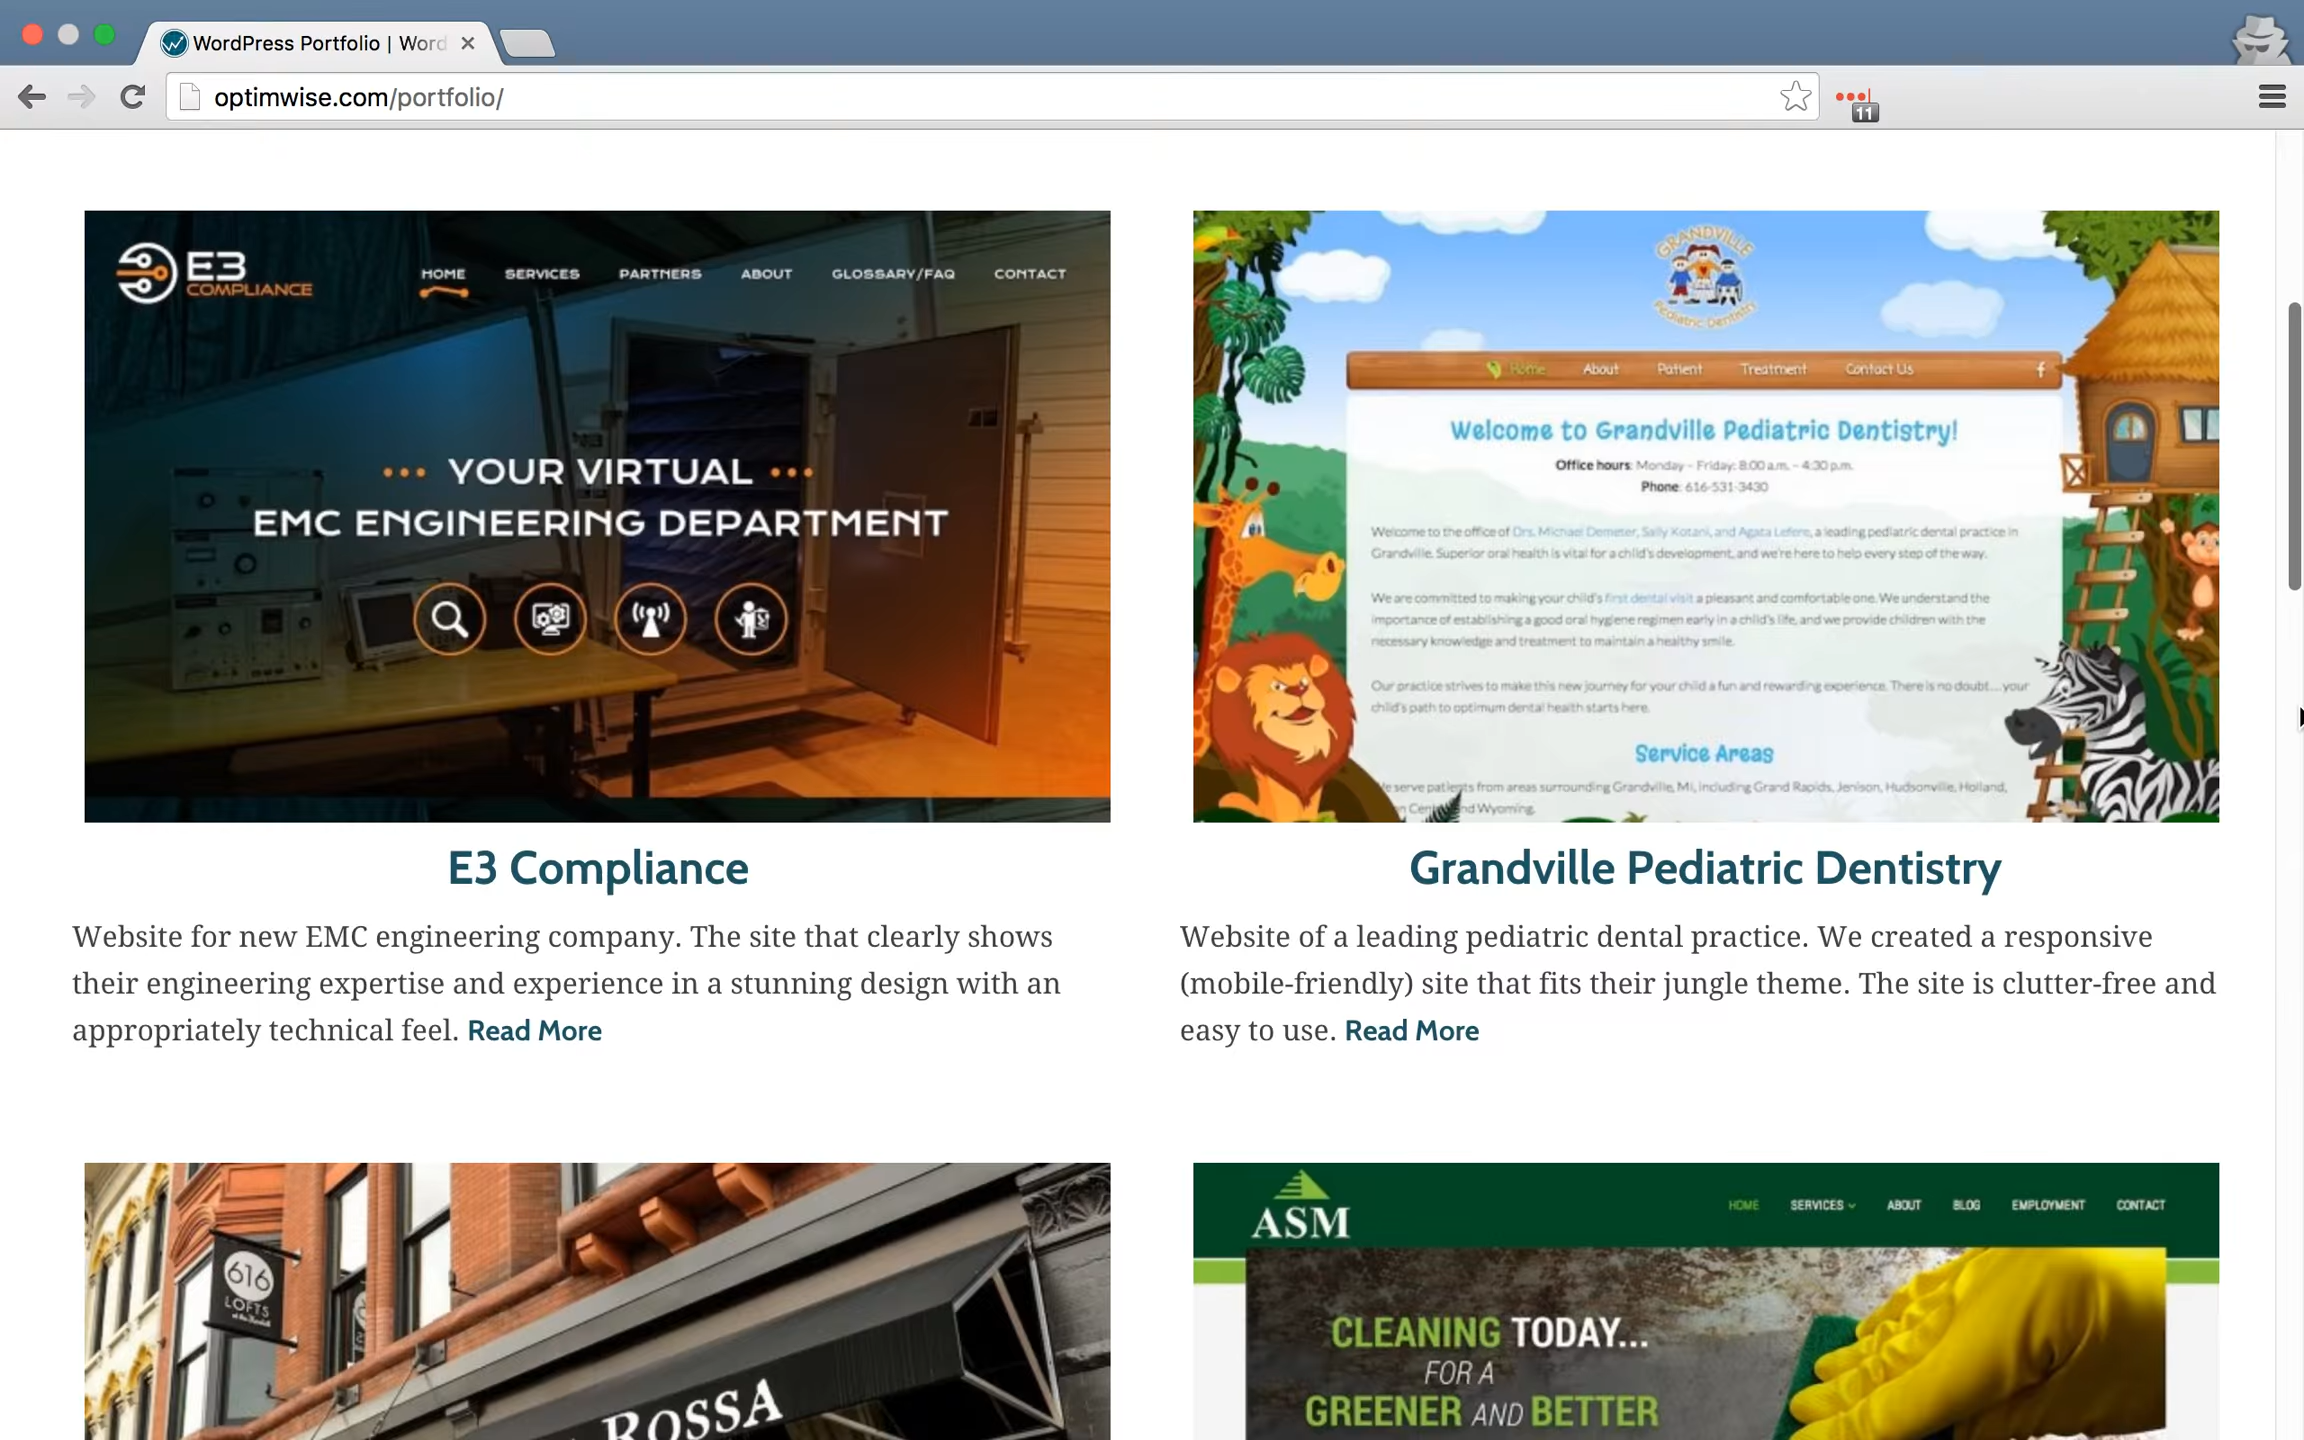 WordPress Portfolio | Word
optimwise.com/portfolio/
11
E3
COMPLIANCE
HOME SERVICES PARTNERS ABOUT GLOSSARY/FAQ CONTACT
YOUR VIRTUAL
EMC ENGINEERING DEPARTMENT
GRANDVILLE
Pediatric Dentistry
Home About Patient Treatment Contact Us f
Welcome to Grandville Pediatric Dentistry!
Office hours: Monday – Friday: 8:00 a.m. – 4:30 p.m.
Phone: 616-531-3430
Welcome to the office of Drs. Michael Demeter, Sally Kotani, and Agata Lefere, a leading pediatric dental practice in
Grandville. Superior oral health is vital for a child's development, and we're here to help every step of the way.
We are committed to making your child's first dental visit a pleasant and comfortable one. We understand the
importance of establishing a good oral hygiene regimen early in a child's life, and we provide children with the
necessary knowledge and treatment to maintain a healthy smile.
Our practice strives to make this new journey for your child a fun and rewarding experience. There is no doubt....your
child's path to optimum dental health starts here.
Service Areas
serve patients from areas surrounding Grandville, MI, including Grand Rapids, Jenison, Hudsonville, Holland,
and Wyoming.
E3 Compliance
Website for new EMC engineering company. The site that clearly shows
their engineering expertise and experience in a stunning design with an
appropriately technical feel. Read More
Grandville Pediatric Dentistry
Website of a leading pediatric dental practice. We created a responsive
(mobile-friendly) site that fits their jungle theme. The site is clutter-free and
easy to use. Read More
616
LOFTS
ROSSA
ASM
HOME SERVICES ABOUT BLOG EMPLOYMENT CONTACT
CLEANING TODAY...
FOR A
GREENER AND BETTER